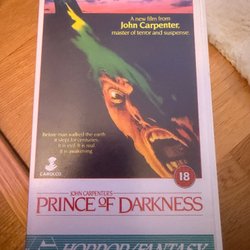 A new film from
John Carpenter,
master of terror and suspense
Before man walked the earth
it slept for centuries.
It is evil. It is real.
It is awakening.
CAROLCO
18
JOHN CARPENTER'S
PRINCE OF DARKNESS
HORROR/FANTASY